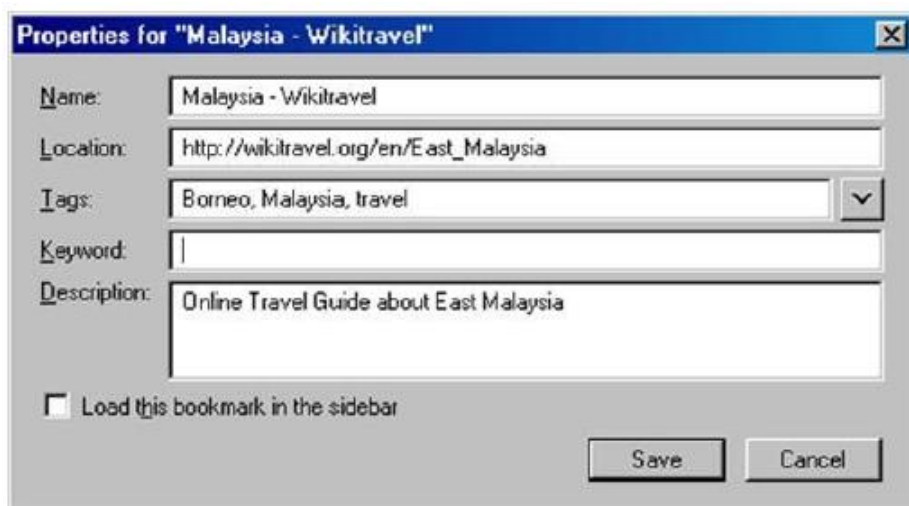 Properties for "Malaysia - Wikitravel"
Name: Malaysia - Wikitravel
Location: http://wikitravel.org/en/East_Malaysia
Tags: Borneo, Malaysia, travel
Keyword:
Description: Online Travel Guide about East Malaysia
Load this bookmark in the sidebar
Save Cancel